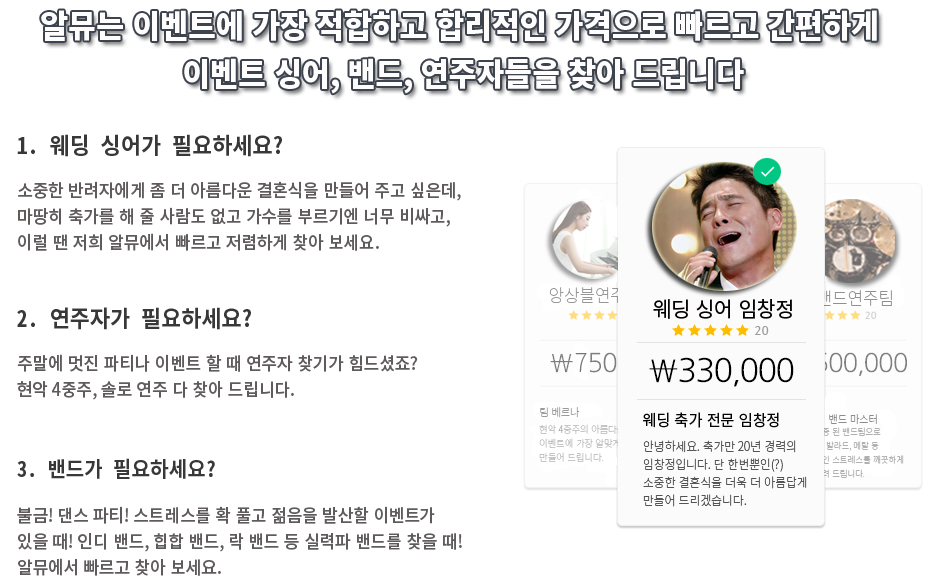 알뮤는 이벤트에 가장 적합하고 합리적인 가격으로 빠르고 간편하게
이벤트 싱어, 밴드, 연주자들을 찾아 드립니다
1. 웨딩 싱어가 필요하세요?
소중한 반려자에게 좀 더 아름다운 결혼식을 만들어 주고 싶은데,
마땅히 축가를 해 줄 사람도 없고 가수를 부르기엔 너무 비싸고,
이럴 땐 저희 알뮤에서 빠르고 저렴하게 찾아 보세요.
2. 연주자가 필요하세요?
주말에 멋진 파티나 이벤트 할 때 연주자 찾기가 힘드셨죠?
현악 4중주, 솔로 연주 다 찾아 드립니다.
3. 밴드가 필요하세요?
불금! 댄스 파티! 스트레스를 확 풀고 젊음을 발산할 이벤트가
있을 때! 인디 밴드, 힙합 밴드, 락 밴드 등 실력파 밴드를 찾을 때!
알뮤에서 빠르고 찾아 보세요.
앙상블연주
₩750
팀 베르나
현악 4중주의 아름다
이벤트에 가장 알맞게
만들어 드립니다.
웨딩 싱어 임창정
20
₩330,000
웨딩 축가 전문 임창정
안녕하세요. 축가만 20년 경력의
임창정입니다. 단 한번뿐인(?)
소중한 결혼식을 더욱 더 아름답게
만들어 드리겠습니다.
밴드연주팀
20
500,000
밴드 마스터
된 밴드팀으로
발라드, 메탈 등
인 스트레스를 깨끗하게
드립니다.